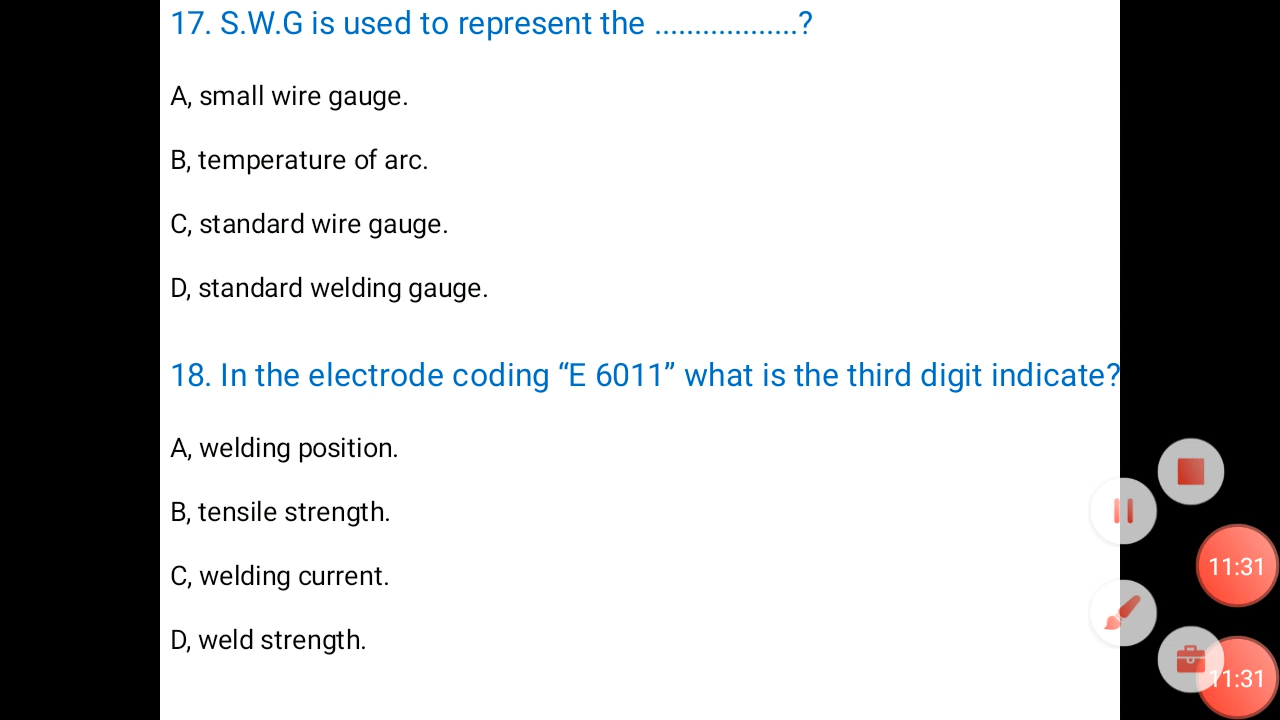 17. S.W.G is used to represent the ..................?
A, small wire gauge.
B, temperature of arc.
C, standard wire gauge.
D, standard welding gauge.
18. In the electrode coding “E 6011” what is the third digit indicate?
A, welding position.
B, tensile strength.
C, welding current.
D, weld strength.
11:31
11:31